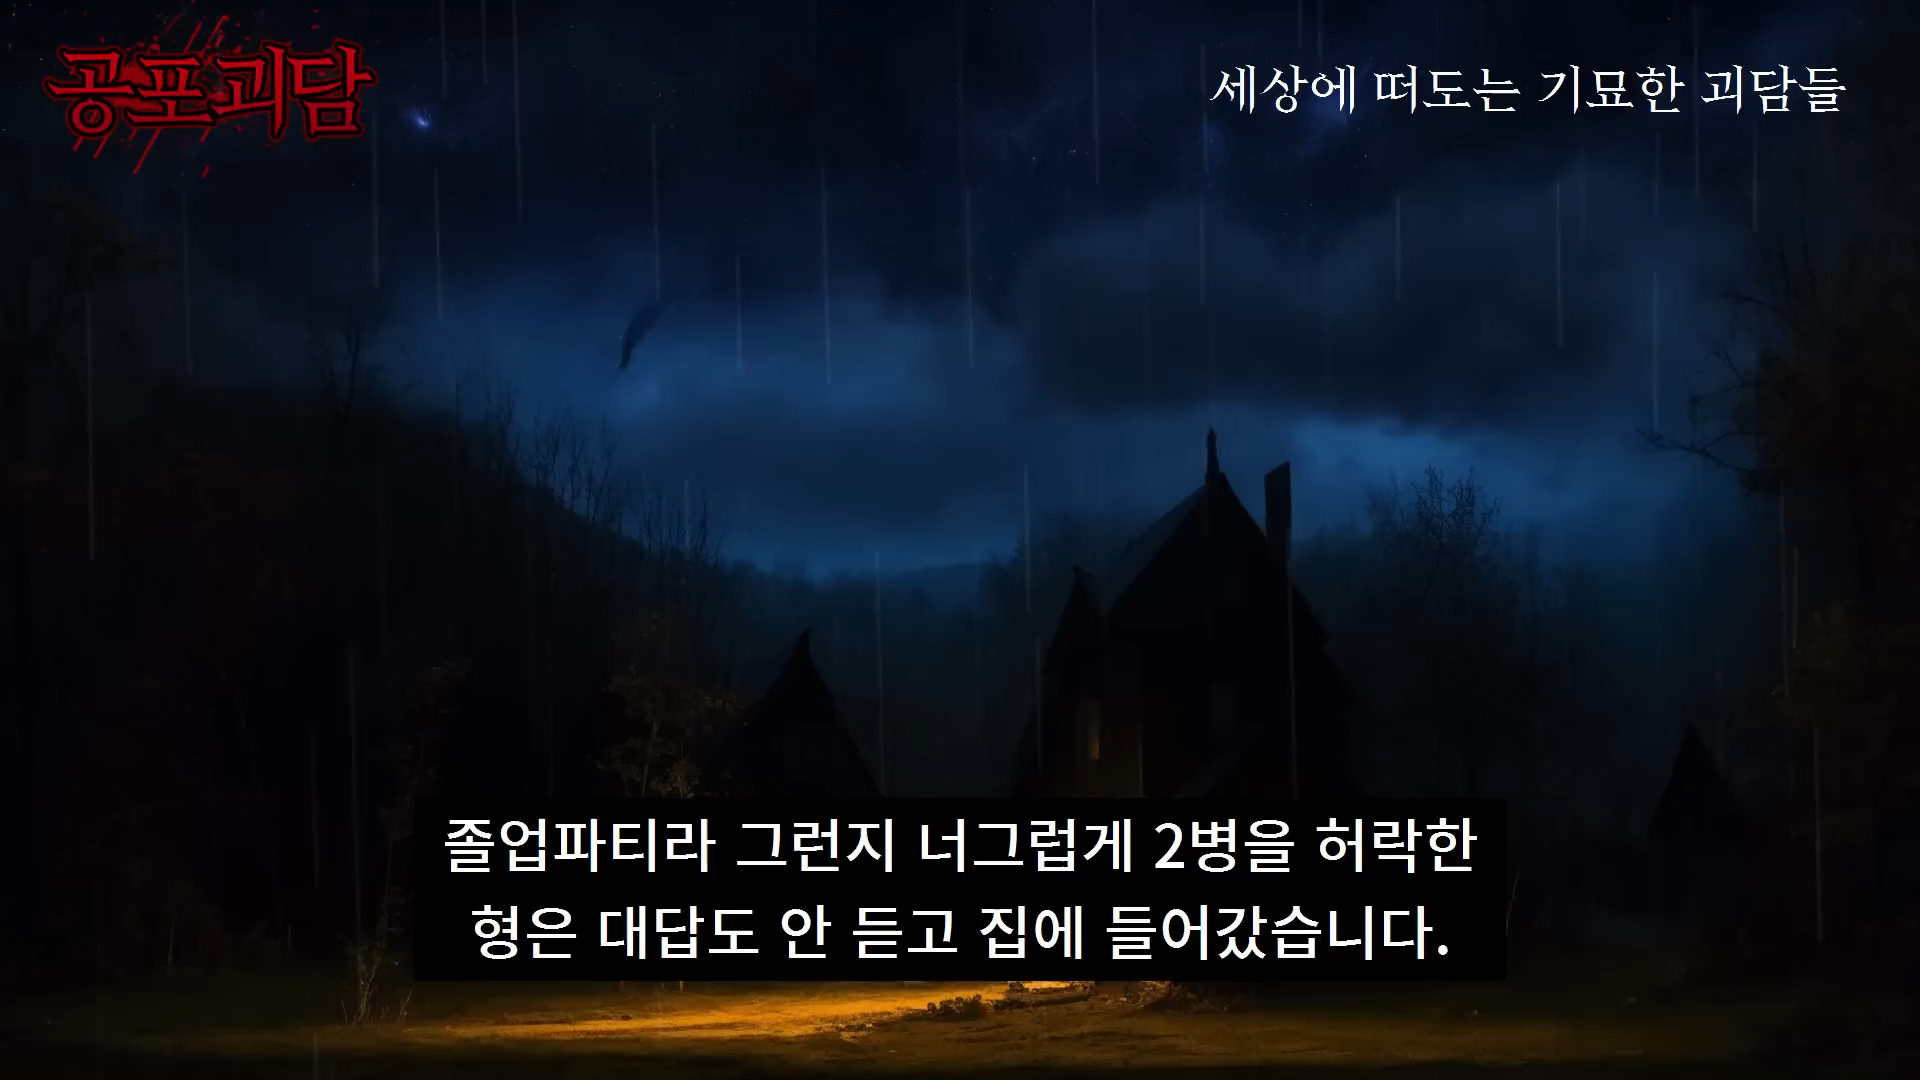 공포괴담
세상에 떠도는 기묘한 괴담들
졸업파티라 그런지 너그럽게 2병을 허락한
형은 대답도 안 듣고 집에 들어갔습니다.